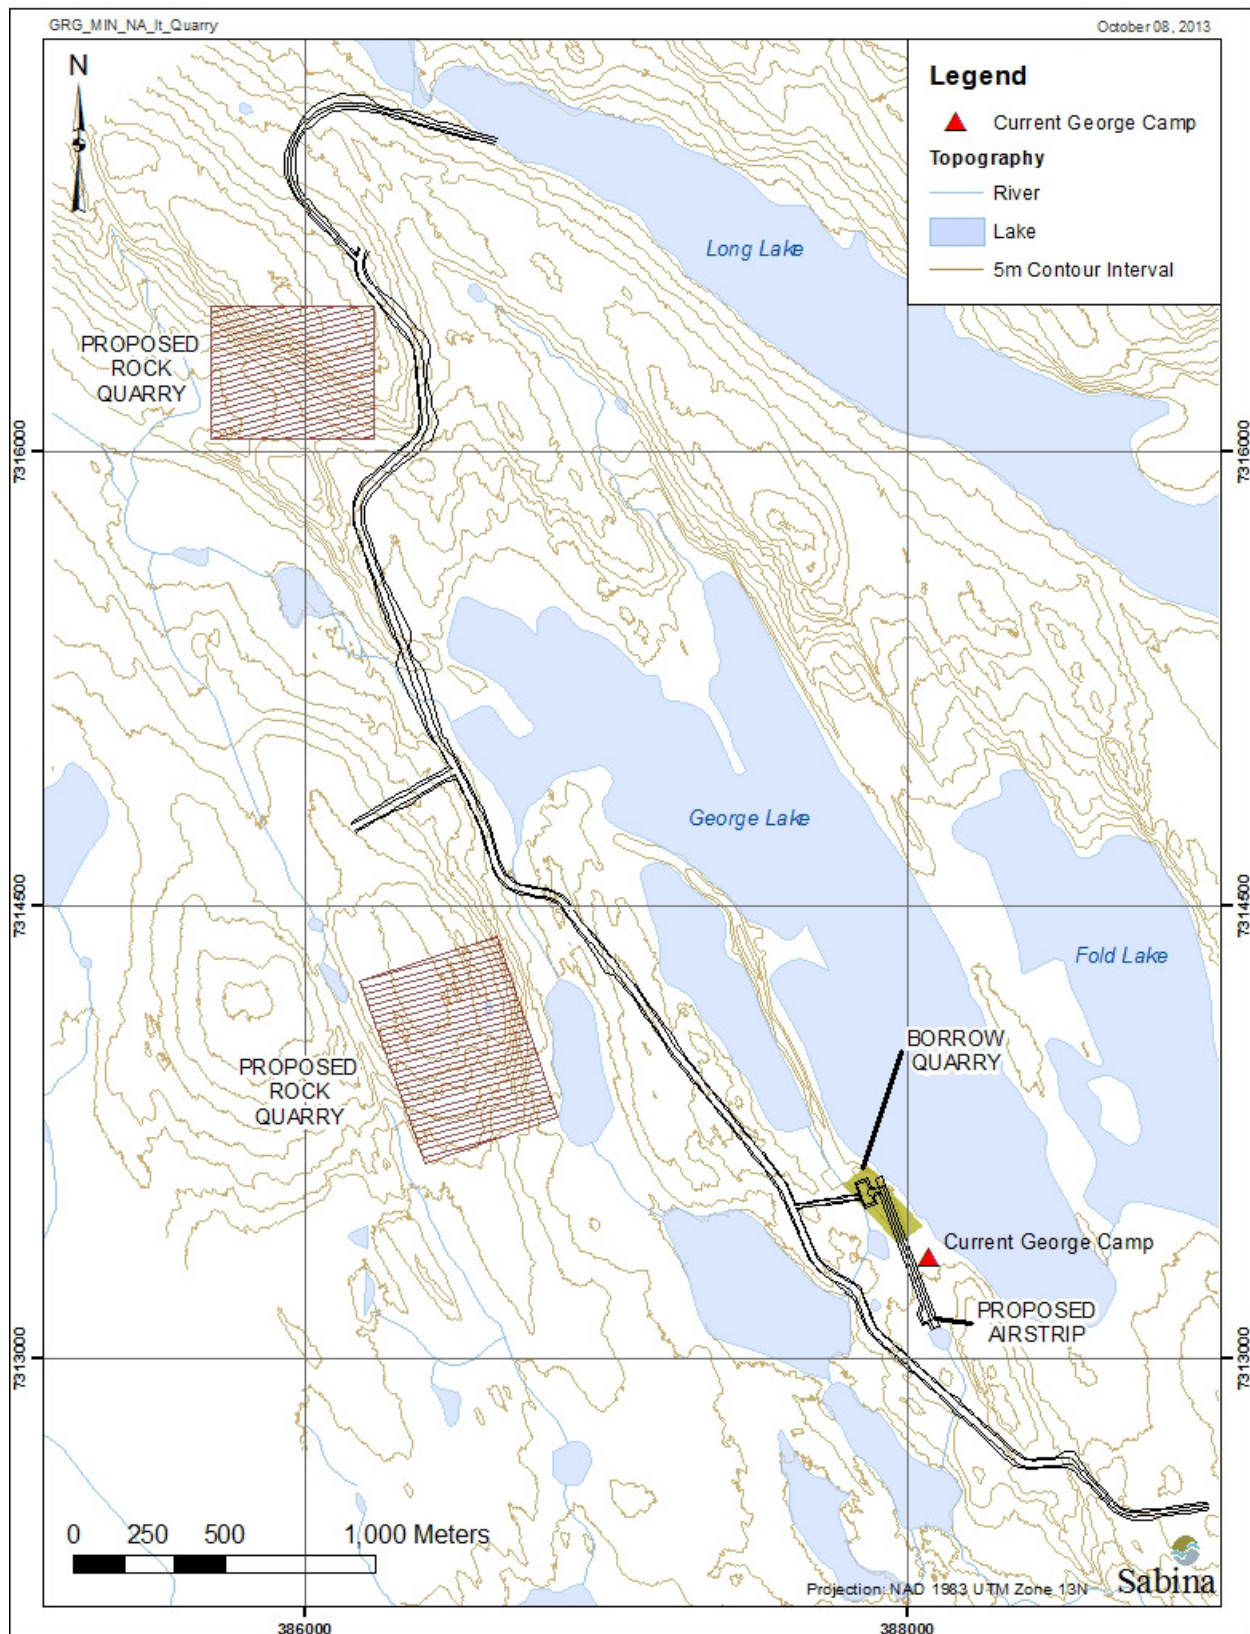 GRG_MIN_NA_lt_Quarry
October 08, 2013
N
Legend
Current George Camp
Topography
River
Lake
5m Contour Interval
Long Lake
PROPOSED
ROCK
QUARRY
7316000
7316000
George Lake
7314500
7314500
Fold Lake
BORROW
QUARRY
PROPOSED
ROCK
QUARRY
Current George Camp
PROPOSED
AIRSTRIP
7313000
7313000
0 250 500 1,000 Meters
Projection: NAD 1983 UTM Zone 13N
Sabina
386000
388000